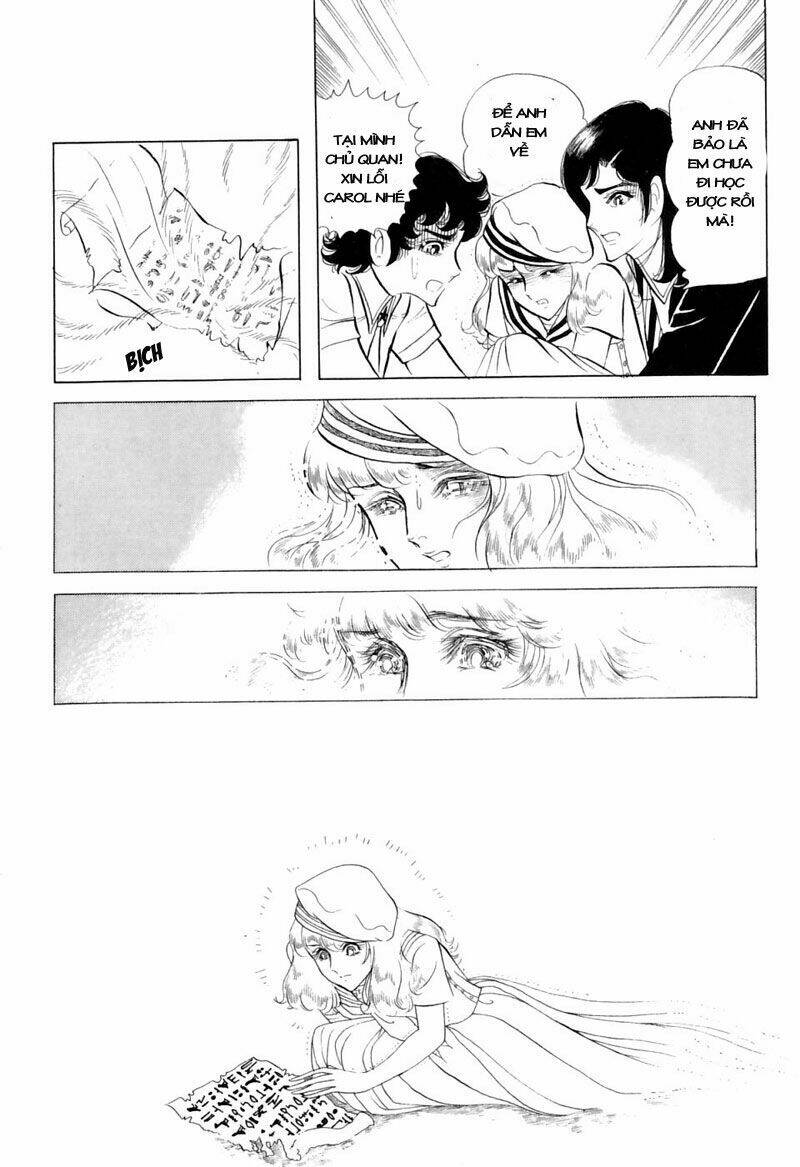 ANH ĐÃ
BẢO LÀ
EM CHƯA
ĐI HỌC
ĐƯỢC RỒI
MÀ!
ĐỂ ANH
DẪN EM
VỀ
TẠI MÌNH
CHỦ QUAN!
XIN LỖI
CAROL NHÉ
BỊCH